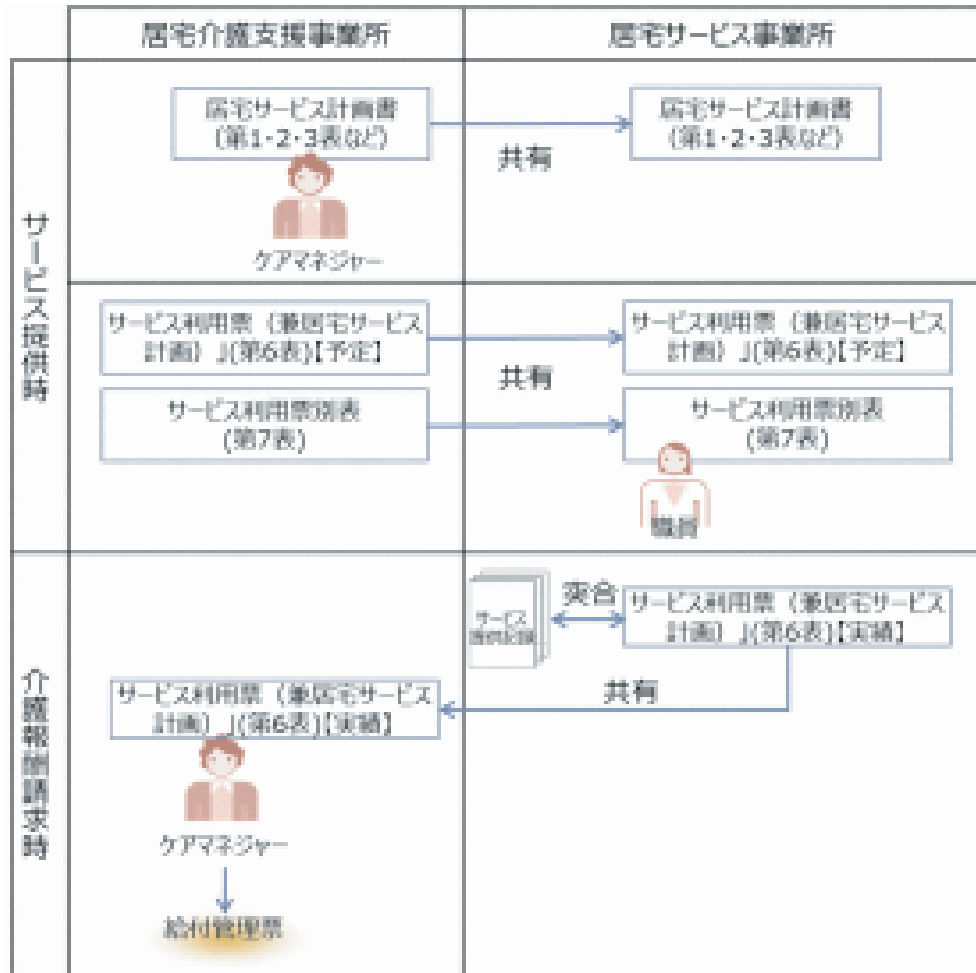 居宅介護支援事業所
居宅サービス事業所
サービス提供時
居宅サービス計画書
(第1・2・3表など)
共有
居宅サービス計画書
(第1・2・3表など)
ケアマネジャー
サービス利用票(兼居宅サービス
計画)」(第6表)【予定】
共有
サービス利用票(兼居宅サービス
計画)」(第6表)【予定】
サービス利用票別表
(第7表)
サービス利用票別表
(第7表)
職員
介護報酬請求時
サービス
提供記録
突合
サービス利用票(兼居宅サービス
計画)」(第6表)【実績】
共有
サービス利用票(兼居宅サービス
計画)」(第6表)【実績】
ケアマネジャー
給付管理票